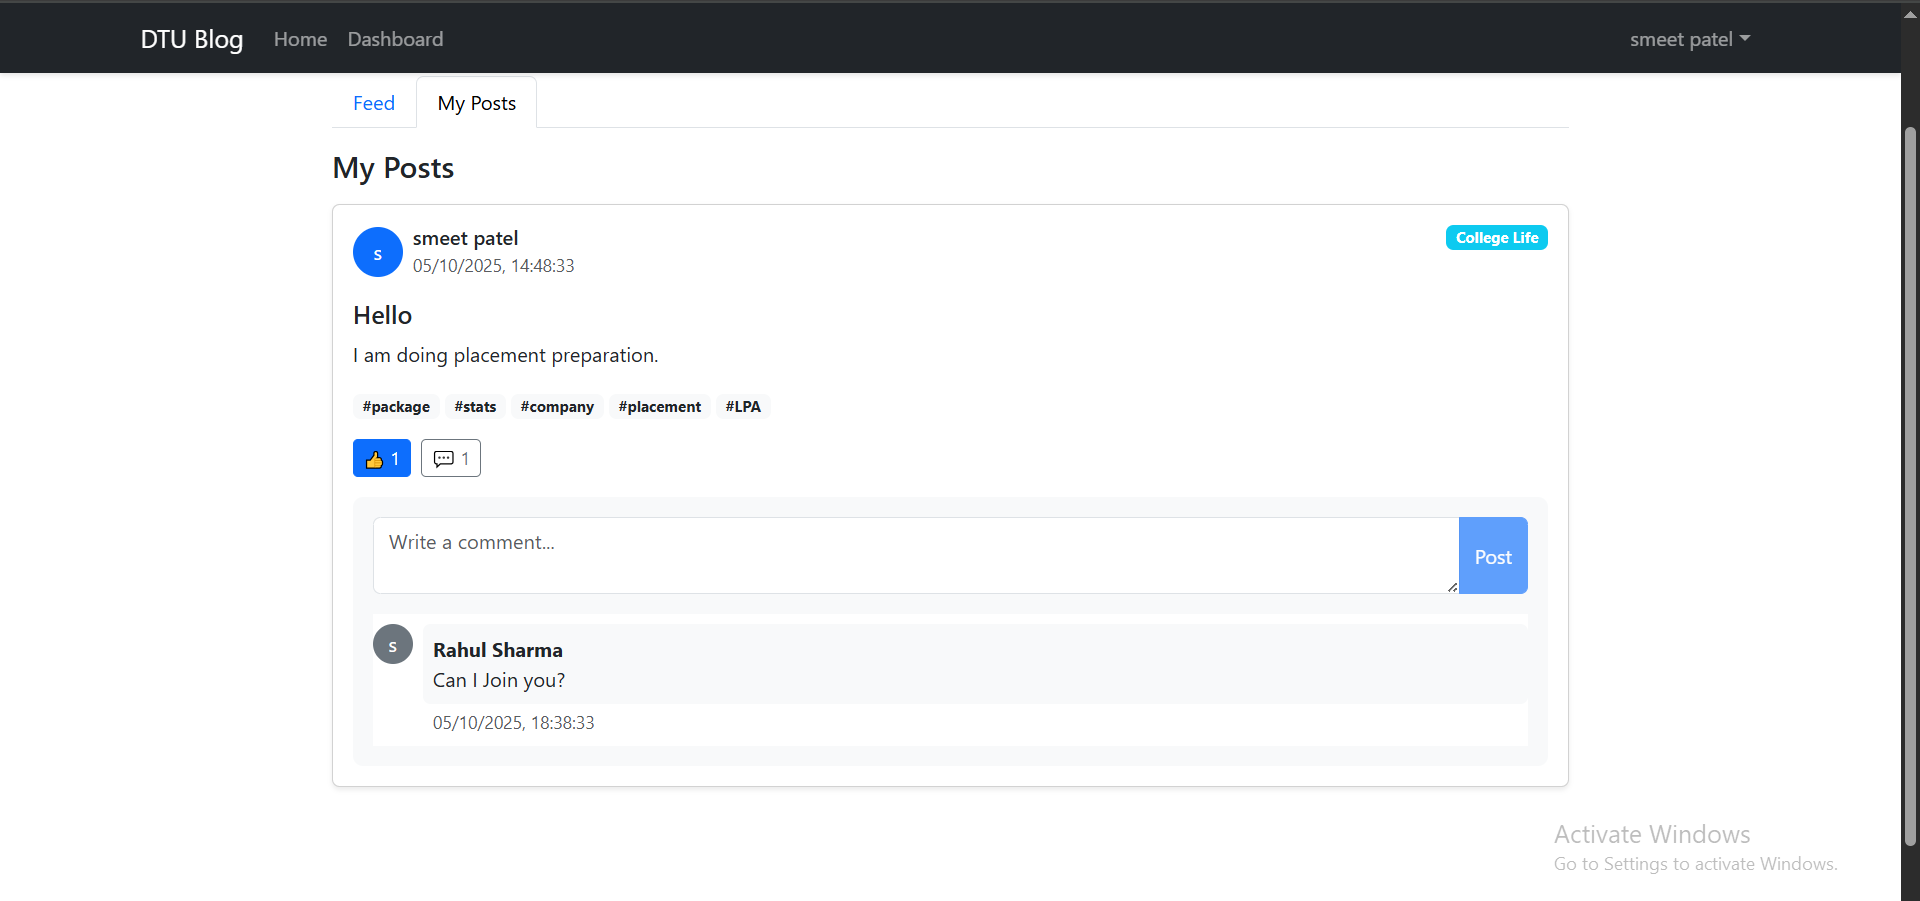 DTU Blog Home Dashboard smeet patel
Feed My Posts
My Posts
s smeet patel College Life
05/10/2025, 14:48:33
Hello
I am doing placement preparation.
#package #stats #company #placement #LPA
1 1
Write a comment...
Post
s Rahul Sharma
Can I Join you?
05/10/2025, 18:38:33
Activate Windows
Go to Settings to activate Windows.